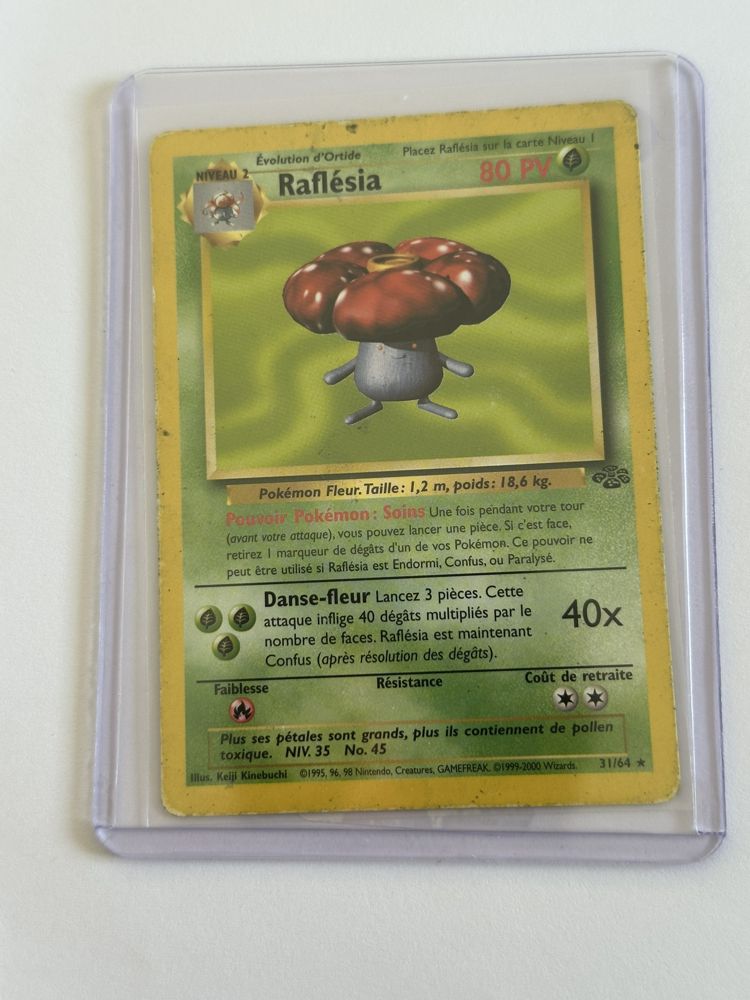 Évolution d'Ortide
Placez Raflésia sur la carte Niveau 1
NIVEAU 2
Raflésia
80 PV
Pokémon Fleur. Taille : 1,2 m, poids : 18,6 kg.
Pouvoir Pokémon : Soins Une fois pendant votre tour
(avant votre attaque), vous pouvez lancer une pièce. Si c'est face,
retirez 1 marqueur de dégâts d'un de vos Pokémon. Ce pouvoir ne
peut être utilisé si Raflésia est Endormi, Confus, ou Paralysé.
Danse-fleur Lancez 3 pièces. Cette
attaque inflige 40 dégâts multipliés par le
nombre de faces. Raflésia est maintenant
Confus (après résolution des dégâts).
40x
Faiblesse
Résistance
Coût de retraite
Plus ses pétales sont grands, plus ils contiennent de pollen
toxique. NIV. 35 No. 45
Illus. Keiji Kinebuchi ©1995, 96, 98 Nintendo, Creatures, GAMEFREAK. ©1999-2000 Wizards. 31/64 ★